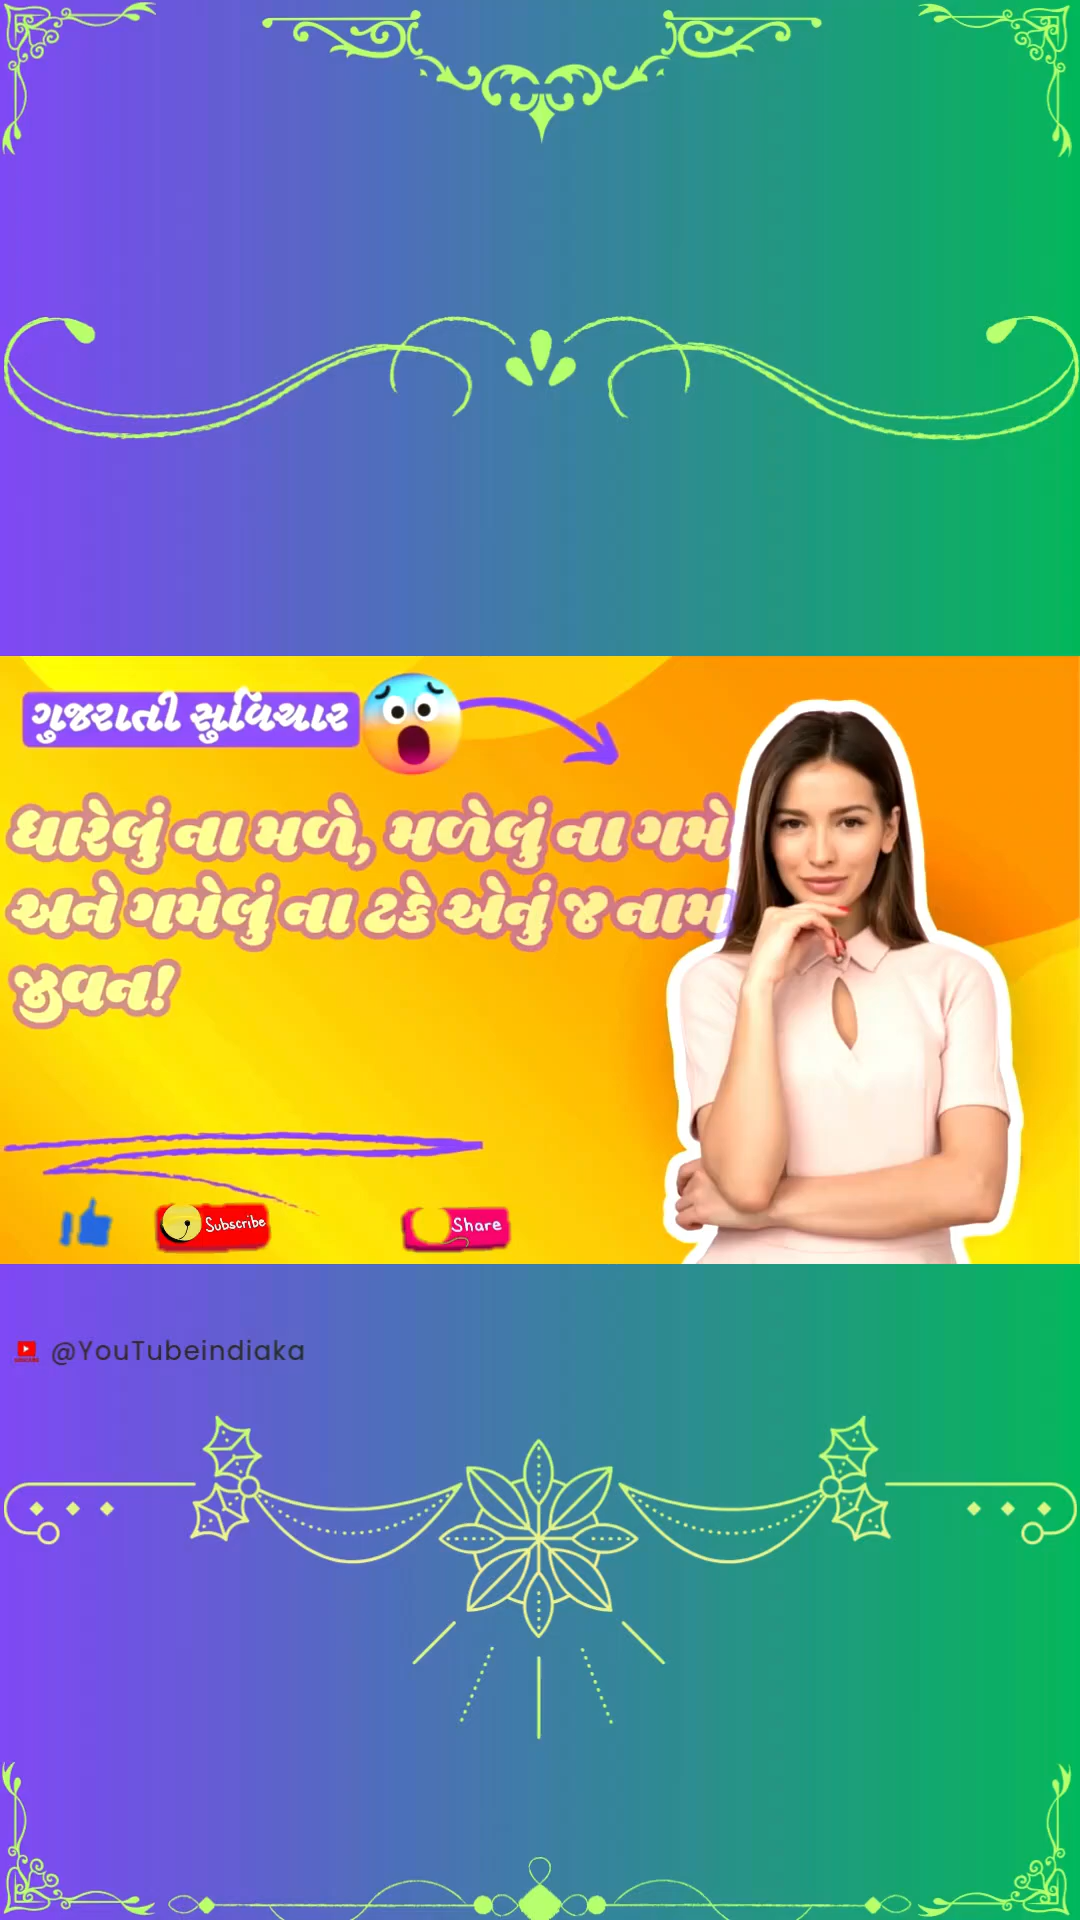 ગુજરાતી સુવિચાર
ધારેલું ના મળે, મળેલું ના ગમે
અને ગમેલું ના ટકે એનું જ નામ
જીવન!
Subscribe
Share
@YouTubeindiaka